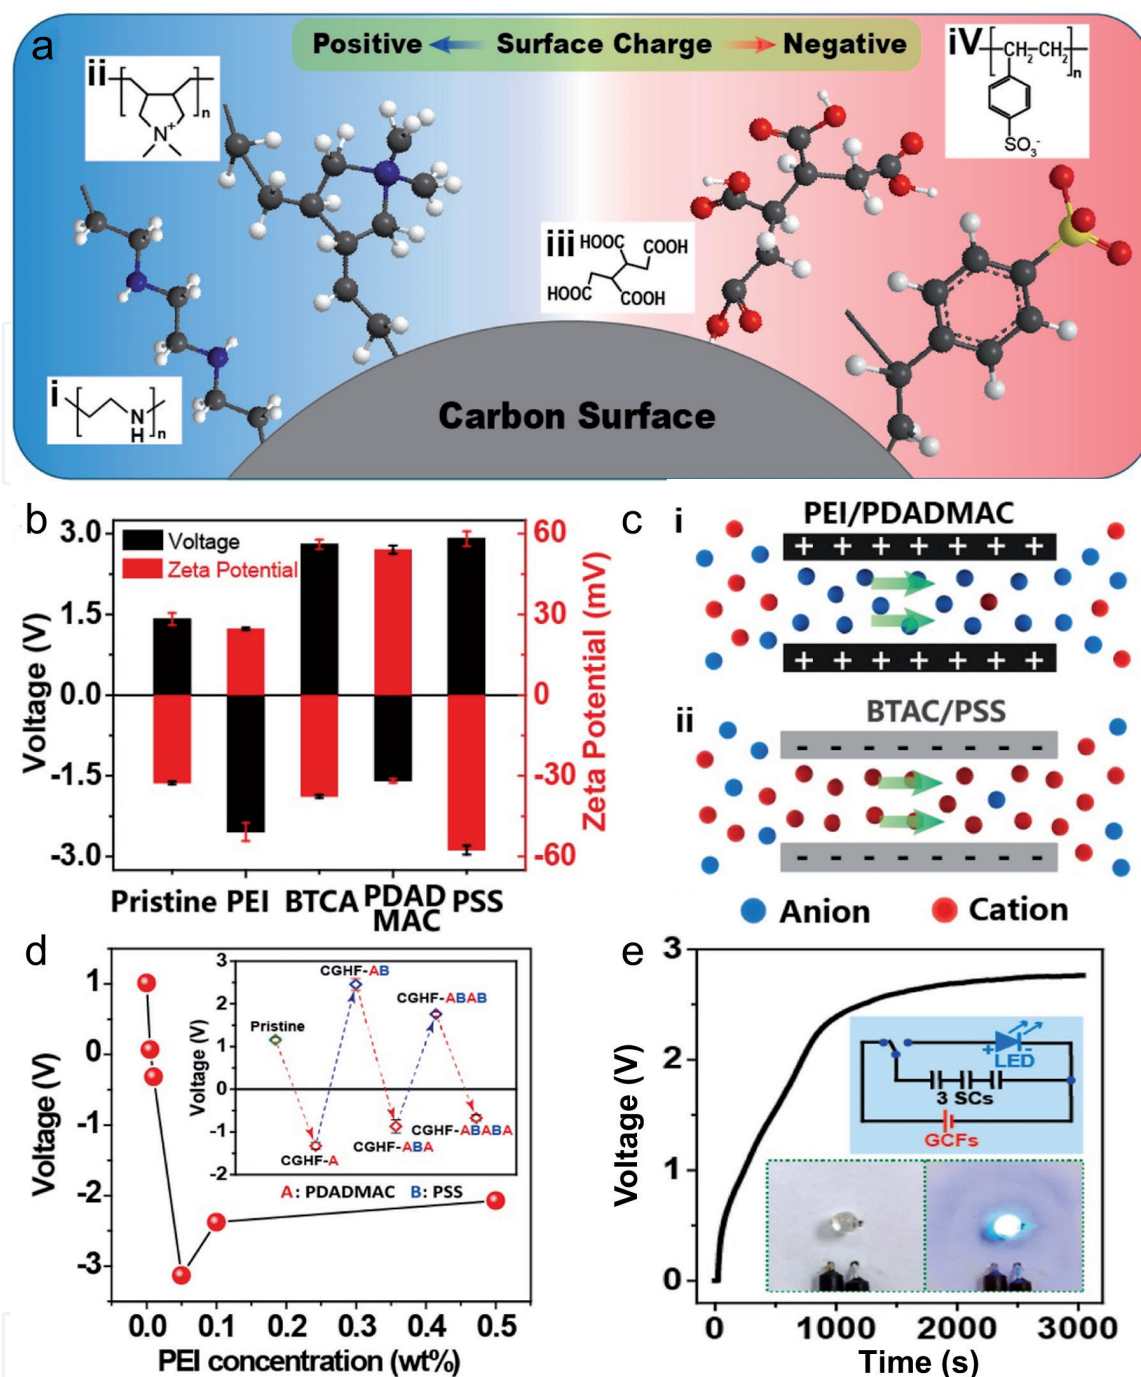 a
Positive Surface Charge Negative
ii
n
N+
iV
CH-CH2
n
SO3-
iii
HOOC
COOH
HOOC
COOH
i
N
H
n
Carbon Surface
b
3.0
1.5
0.0
-1.5
-3.0
Voltage (V)
Voltage
Zeta Potential
60
30
0
-30
-60
Zeta Potential (mV)
Pristine PEI BTCA PDAD PSS
MAC
c
i
PEI/PDADMAC
+ + + + + + +
+ + + + + + +
ii
BTAC/PSS
- - - - - - - -
- - - - - - - -
Anion Cation
d
1
0
-1
-2
-3
Voltage (V)
0.0 0.1 0.2 0.3 0.4 0.5
PEI concentration (wt%)
3
2
1
0
-1
-2
Voltage (V)
Pristine
CGHF-AB
CGHF-ABAB
CGHF-A
CGHF-ABA
CGHF-ABABA
A: PDADMAC B: PSS
e
3
2
1
0
Voltage (V)
+ -
LED
3 SCs
GCFs
0 1000 2000 3000
Time (s)